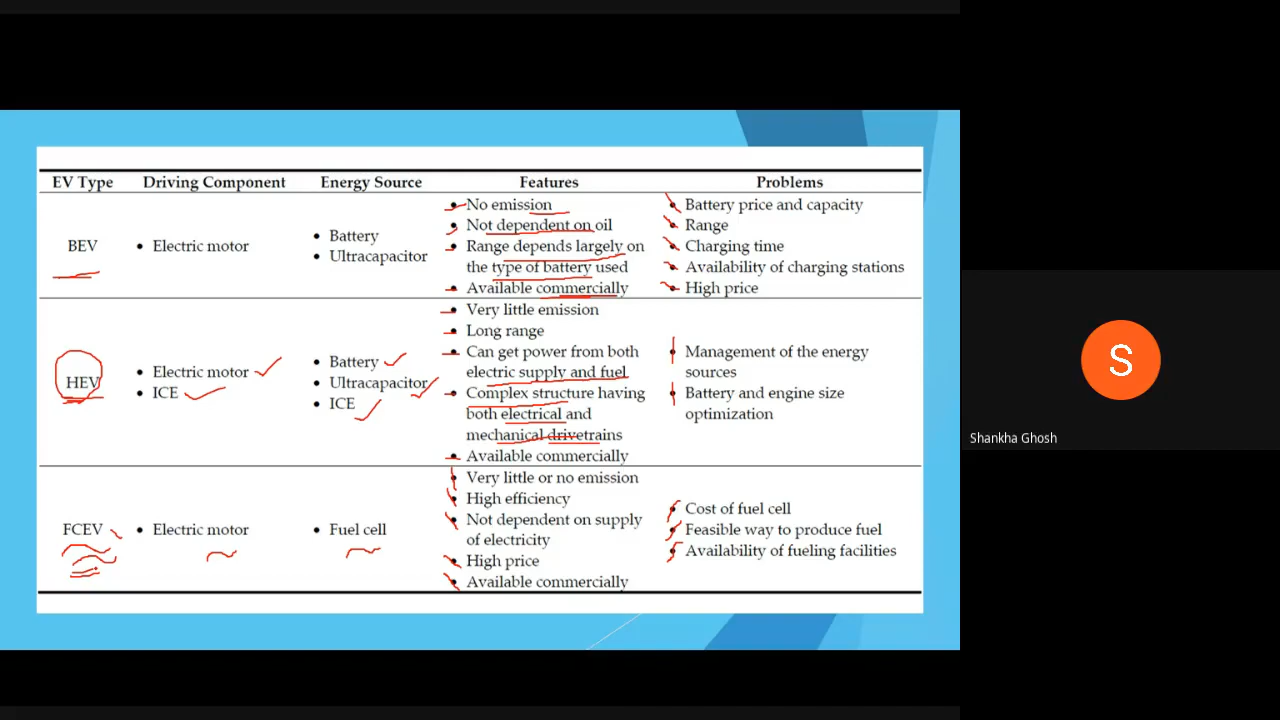 EV Type Driving Component Energy Source Features Problems
BEV
• Electric motor
• Battery
• Ultracapacitor
• No emission
• Not dependent on oil
• Range depends largely on
the type of battery used
• Available commercially
• Battery price and capacity
• Range
• Charging time
• Availability of charging stations
• High price
HEV
• Electric motor
• ICE
• Battery
• Ultracapacitor
• ICE
• Very little emission
• Long range
• Can get power from both
electric supply and fuel
• Complex structure having
both electrical and
mechanical drivetrains
• Available commercially
• Management of the energy
sources
• Battery and engine size
optimization
FCEV
• Electric motor
• Fuel cell
• Very little or no emission
• High efficiency
• Not dependent on supply
of electricity
• High price
• Available commercially
• Cost of fuel cell
• Feasible way to produce fuel
• Availability of fueling facilities
S
Shankha Ghosh